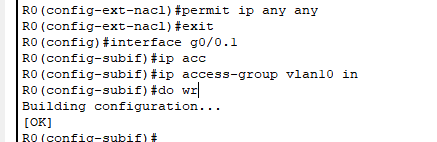 R0(config-ext-nacl)#permit ip any any
R0(config-ext-nacl)#exit
R0(config)#interface g0/0.1
R0(config-subif)#ip acc
R0(config-subif)#ip access-group vlan10 in
R0(config-subif)#do wr
Building configuration...
[OK]
R0(config-subif)#